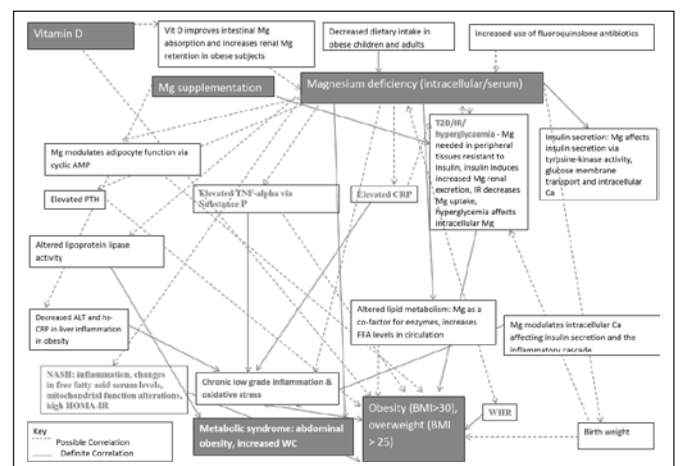 Vitamin D
Vit D improves intestinal Mg
absorption and increases renal Mg
retention in obese subjects
Decreased dietary intake in
obese children and adults
Increased use of flueroquinolone antibiotics
Mg supplementation
Magnesium deficiency (intracellular/serum)
Mg modulates adipocyte function via
cyclic AMP
T2D/IR/
hyperglycaemia - Mg
needed in peripheral
tissues resistant to
insulin, insulin induces
increased Mg renal
excretion, IR decreases
Mg uptake,
hyperglycemia affects
intracellular Mg
Insulin secretion: Mg affects
insulin secretion via
tyrosine-kinase activity,
glucose membrane
transport and intracellular
Ca
Elevated PTH
Elevated TNF-alpha via
Substance P
Elevated CRP
Altered lipoprotein lipase
activity
Decreased ALT and hs-
CRP in liver inflammation
in obesity
Altered lipid metabolism: Mg as a
co-factor for enzymes, increases
FFA levels in circulation
Mg modulates intracellular Ca
affecting insulin secretion and the
inflammatory cascade
NASH: inflammation, changes
in free fatty acid serum levels,
mitochondrial function alterations,
high HOMA-IR
Chronic low grade inflammation &
oxidative stress
Obesity (BMI>30),
overweight (BMI
> 25)
WHR
Birth weight
Metabolic syndrome: abdominal
obesity, increased WC
Key
Possible Correlation
Definite Correlation